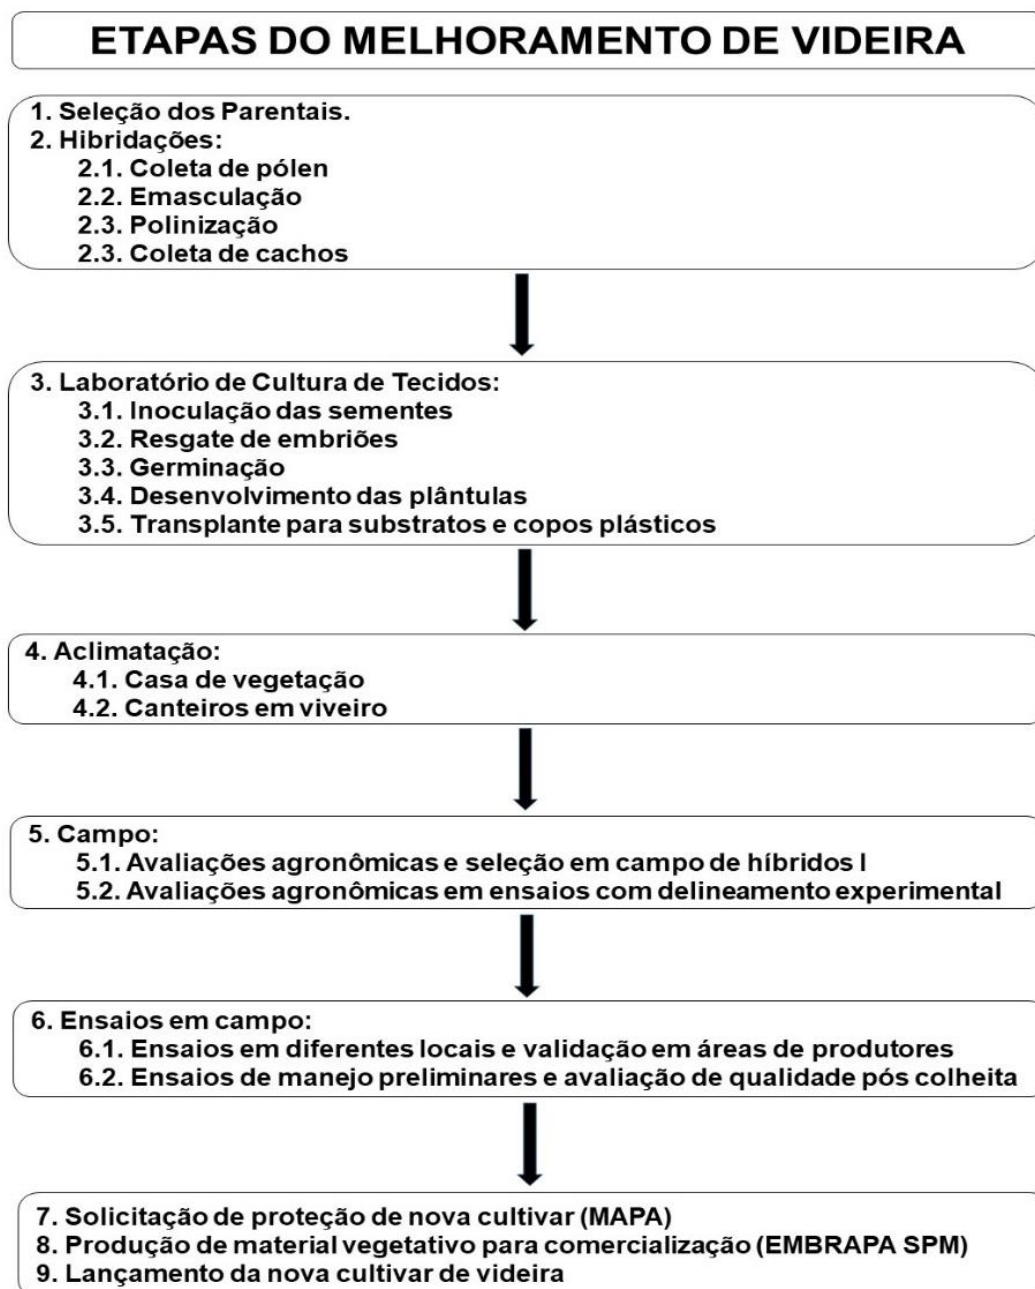 ETAPAS DO MELHORAMENTO DE VIDEIRA
1. Seleção dos Parentais.
2. Hibridações:
2.1. Coleta de pólen
2.2. Emasculação
2.3. Polinização
2.3. Coleta de cachos
3. Laboratório de Cultura de Tecidos:
3.1. Inoculação das sementes
3.2. Resgate de embriões
3.3. Germinação
3.4. Desenvolvimento das plântulas
3.5. Transplante para substratos e copos plásticos
4. Aclimatação:
4.1. Casa de vegetação
4.2. Canteiros em viveiro
5. Campo:
5.1. Avaliações agronômicas e seleção em campo de híbridos I
5.2. Avaliações agronômicas em ensaios com delineamento experimental
6. Ensaios em campo:
6.1. Ensaios em diferentes locais e validação em áreas de produtores
6.2. Ensaios de manejo preliminares e avaliação de qualidade pós colheita
7. Solicitação de proteção de nova cultivar (MAPA)
8. Produção de material vegetativo para comercialização (EMBRAPA SPM)
9. Lançamento da nova cultivar de videira